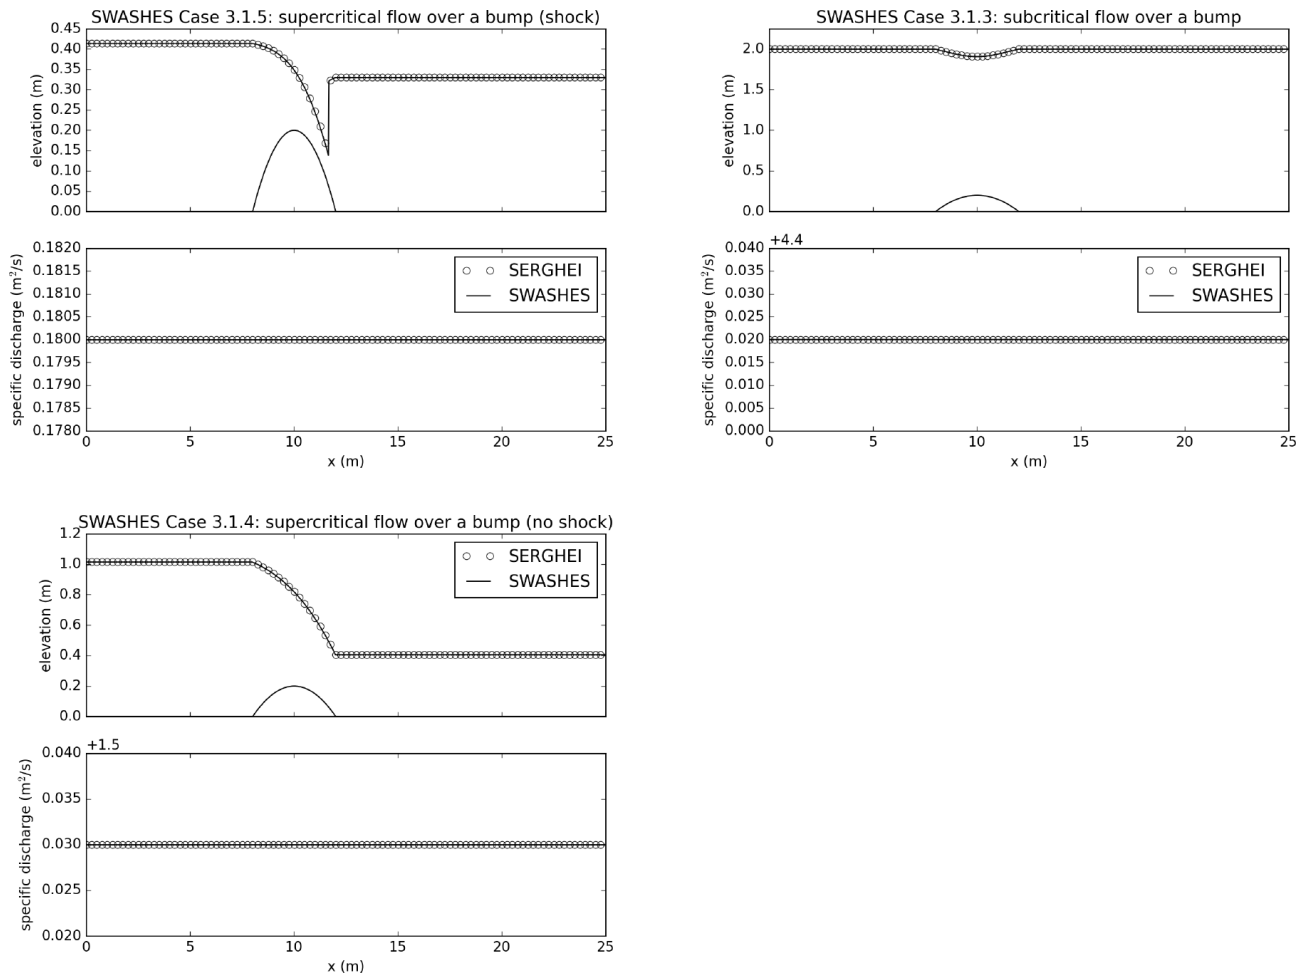 SWASHES Case 3.1.5: supercritical flow over a bump (shock)
0.45
0.40
0.35
0.30
0.25
0.20
0.15
0.10
0.05
0.00
elevation (m)
0.1820
0.1815
0.1810
0.1805
0.1800
0.1795
0.1790
0.1785
0.1780
specific discharge (m²/s)
SERGHEI
SWASHES
0 5 10 15 20 25
x (m)
SWASHES Case 3.1.3: subcritical flow over a bump
2.0
1.5
1.0
0.5
0.0
elevation (m)
+4.4
0.040
0.035
0.030
0.025
0.020
0.015
0.010
0.005
0.000
specific discharge (m²/s)
SERGHEI
SWASHES
0 5 10 15 20 25
x (m)
SWASHES Case 3.1.4: supercritical flow over a bump (no shock)
1.2
1.0
0.8
0.6
0.4
0.2
0.0
elevation (m)
SERGHEI
SWASHES
+1.5
0.040
0.035
0.030
0.025
0.020
specific discharge (m²/s)
0 5 10 15 20 25
x (m)